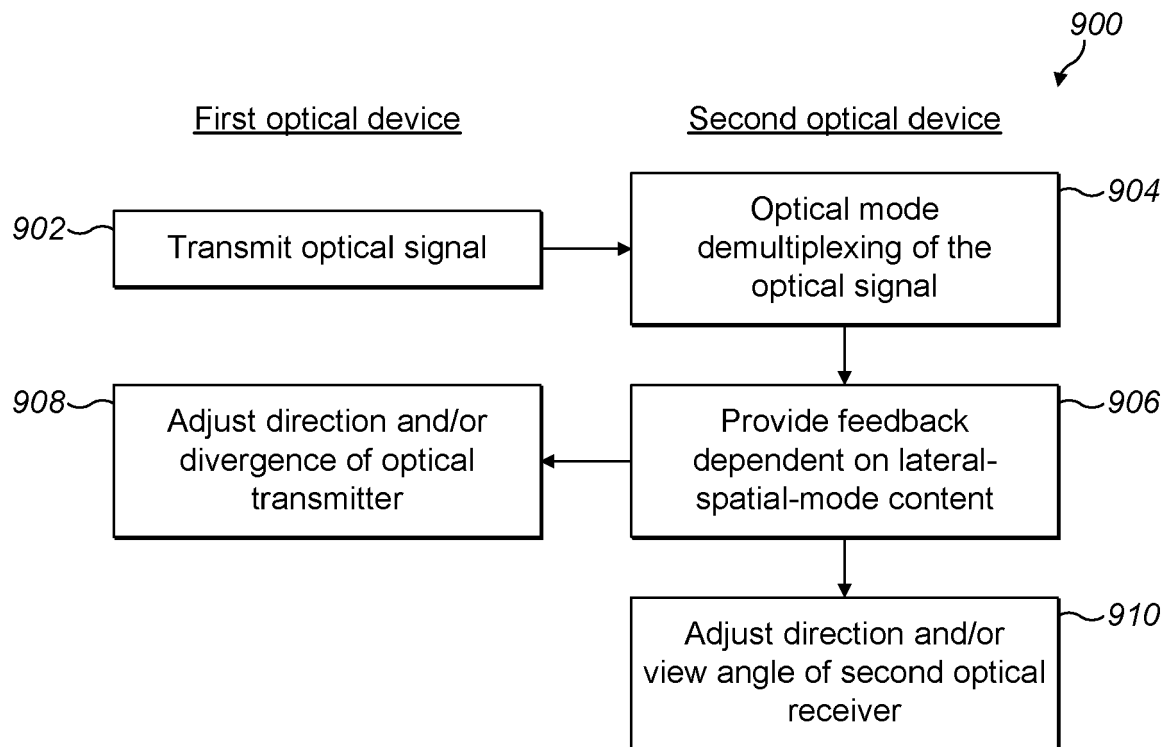 900
First optical device
Second optical device
902
Transmit optical signal
904
Optical mode
demultiplexing of the
optical signal
908
Adjust direction and/or
divergence of optical
transmitter
906
Provide feedback
dependent on lateral-
spatial-mode content
910
Adjust direction and/or
view angle of second optical
receiver